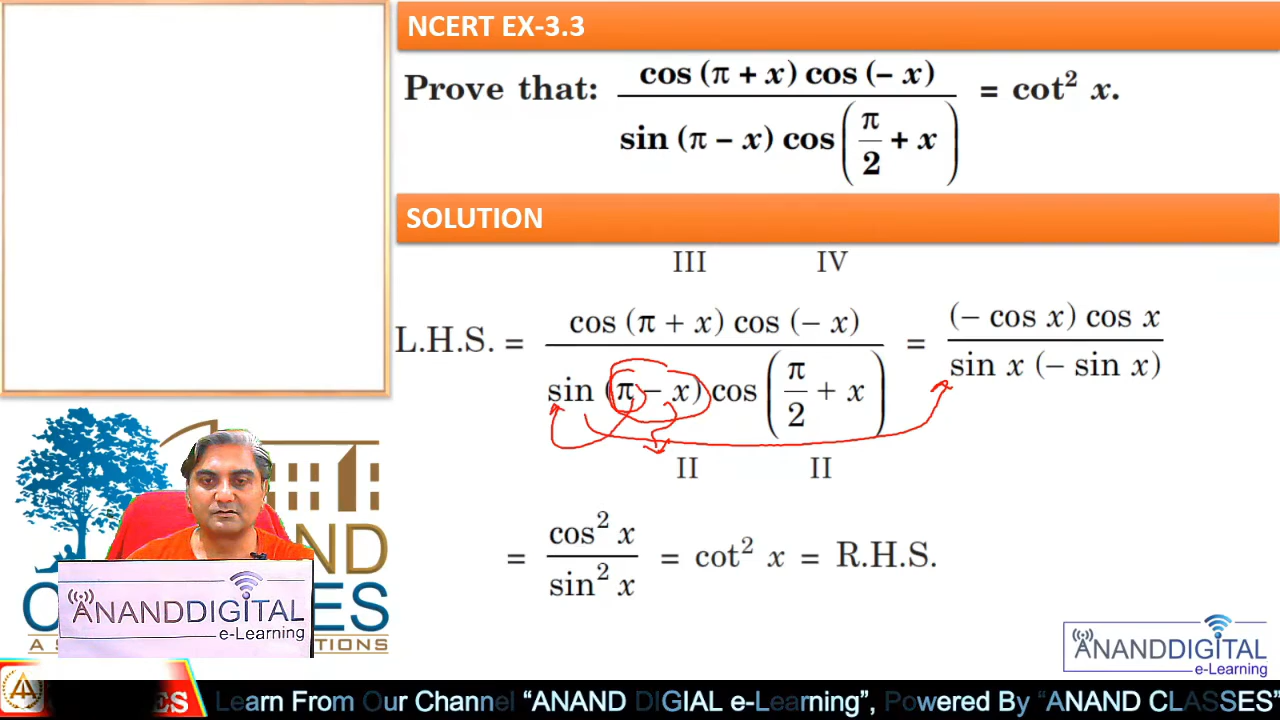 NCERT EX-3.3
Prove that: cos (π + x) cos (– x) / sin (π – x) cos (π/2 + x) = cot² x.
SOLUTION
III IV
L.H.S. = cos (π + x) cos (– x) / sin (π – x) cos (π/2 + x) = (– cos x) cos x / sin x (– sin x)
II II
= cos² x / sin² x = cot² x = R.H.S.
ANANDDIGITAL
e-Learning
ANANDDIGITAL
e-Learning
Learn From Our Channel “ANAND DIGIAL e-Learning”, Powered By “ANAND CLASSES”